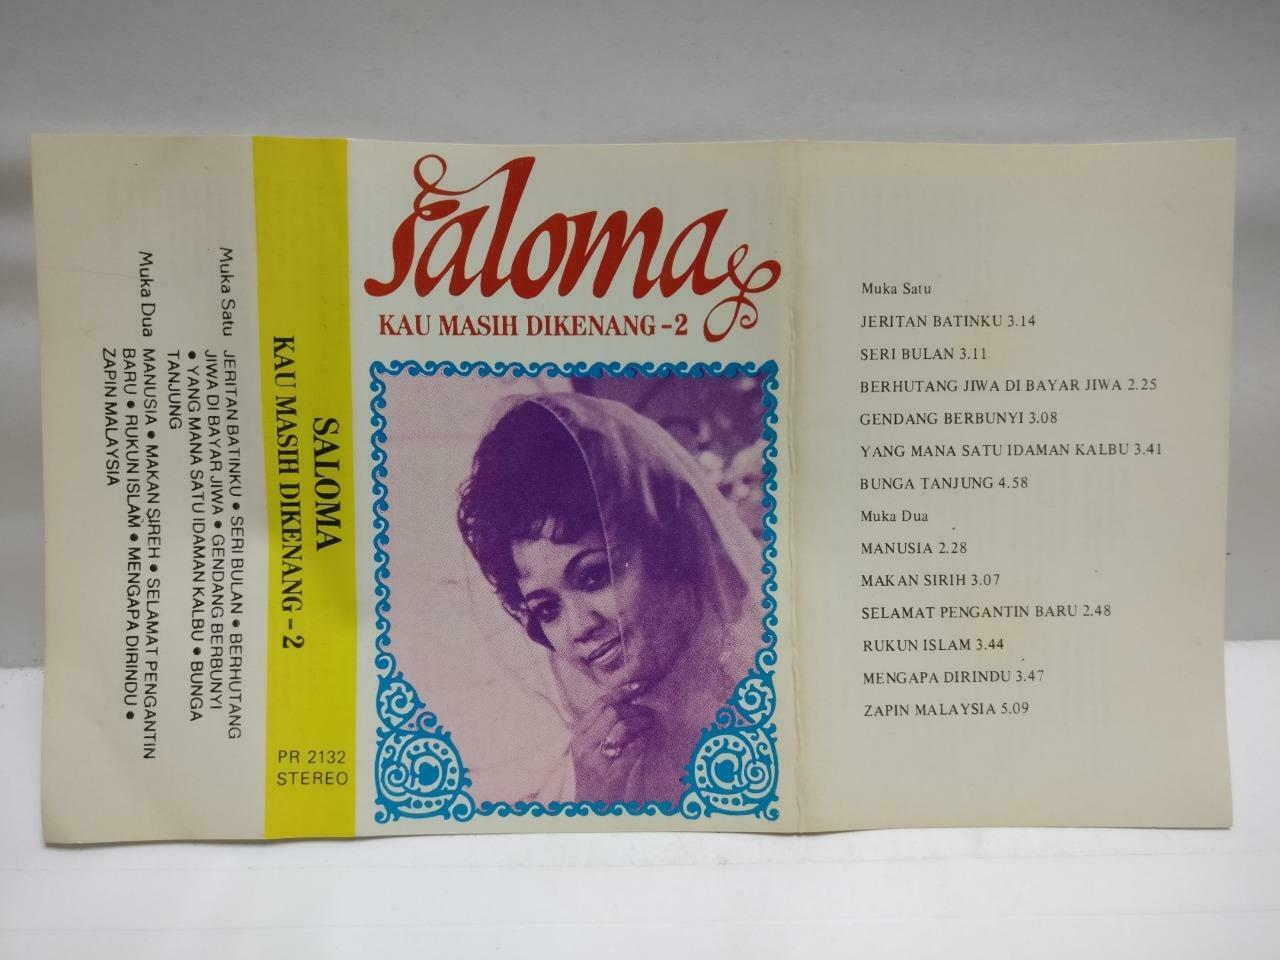 Muka Satu JERITAN BATINKU • SERI BULAN • BERHUTANG
JIWA DI BAYAR JIWA • GENDANG BERBUNYI
• YANG MANA SATU IDAMAN KALBU • BUNGA
TANJUNG
Muka Dua MANUSIA • MAKAN SIREH • SELAMAT PENGANTIN
BARU • RUKUN ISLAM • MENGAPA DIRINDU •
ZAPIN MALAYSIA
SALOMA
KAU MASIH DIKENANG - 2
PR 2132
STEREO
Saloma
KAU MASIH DIKENANG - 2
Muka Satu
JERITAN BATINKU 3.14
SERI BULAN 3.11
BERHUTANG JIWA DI BAYAR JIWA 2.25
GENDANG BERBUNYI 3.08
YANG MANA SATU IDAMAN KALBU 3.41
BUNGA TANJUNG 4.58
Muka Dua
MANUSIA 2.28
MAKAN SIRIH 3.07
SELAMAT PENGANTIN BARU 2.48
RUKUN ISLAM 3.44
MENGAPA DIRINDU 3.47
ZAPIN MALAYSIA 5.09